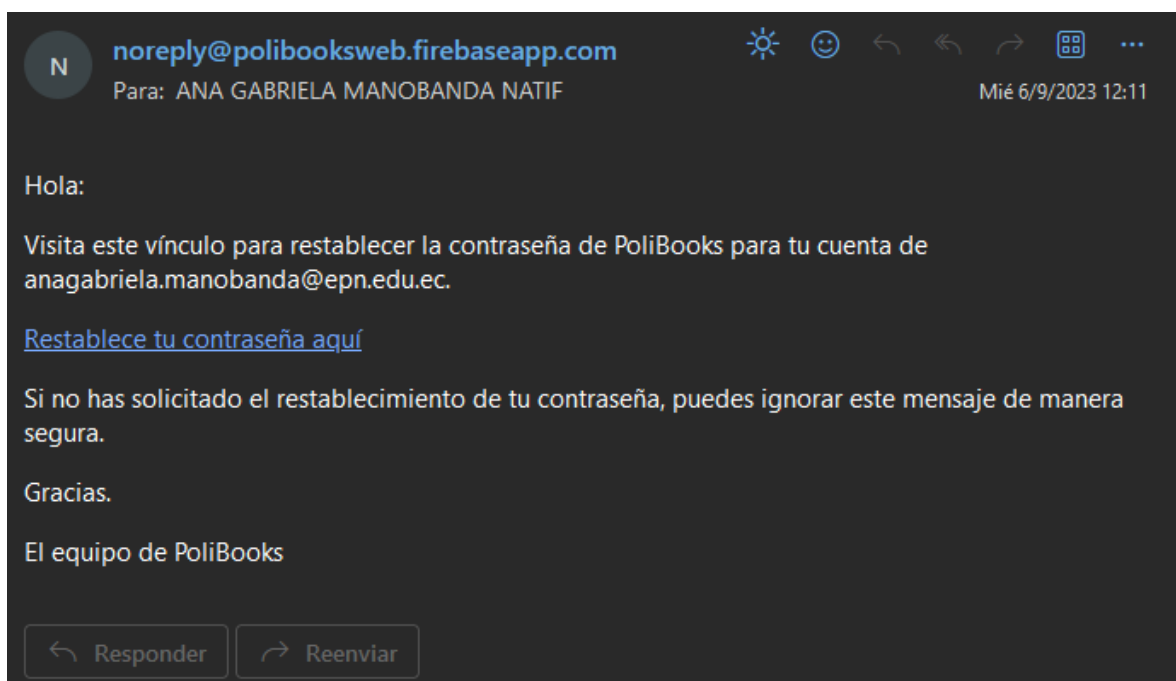 N
noreply@polibooksweb.firebaseapp.com
Para: ANA GABRIELA MANOBANDA NATIF
Mié 6/9/2023 12:11
Hola:
Visita este vínculo para restablecer la contraseña de PoliBooks para tu cuenta de
anagabriela.manobanda@epn.edu.ec.
Restablece tu contraseña aquí
Si no has solicitado el restablecimiento de tu contraseña, puedes ignorar este mensaje de manera
segura.
Gracias.
El equipo de PoliBooks
Responder
Reenviar